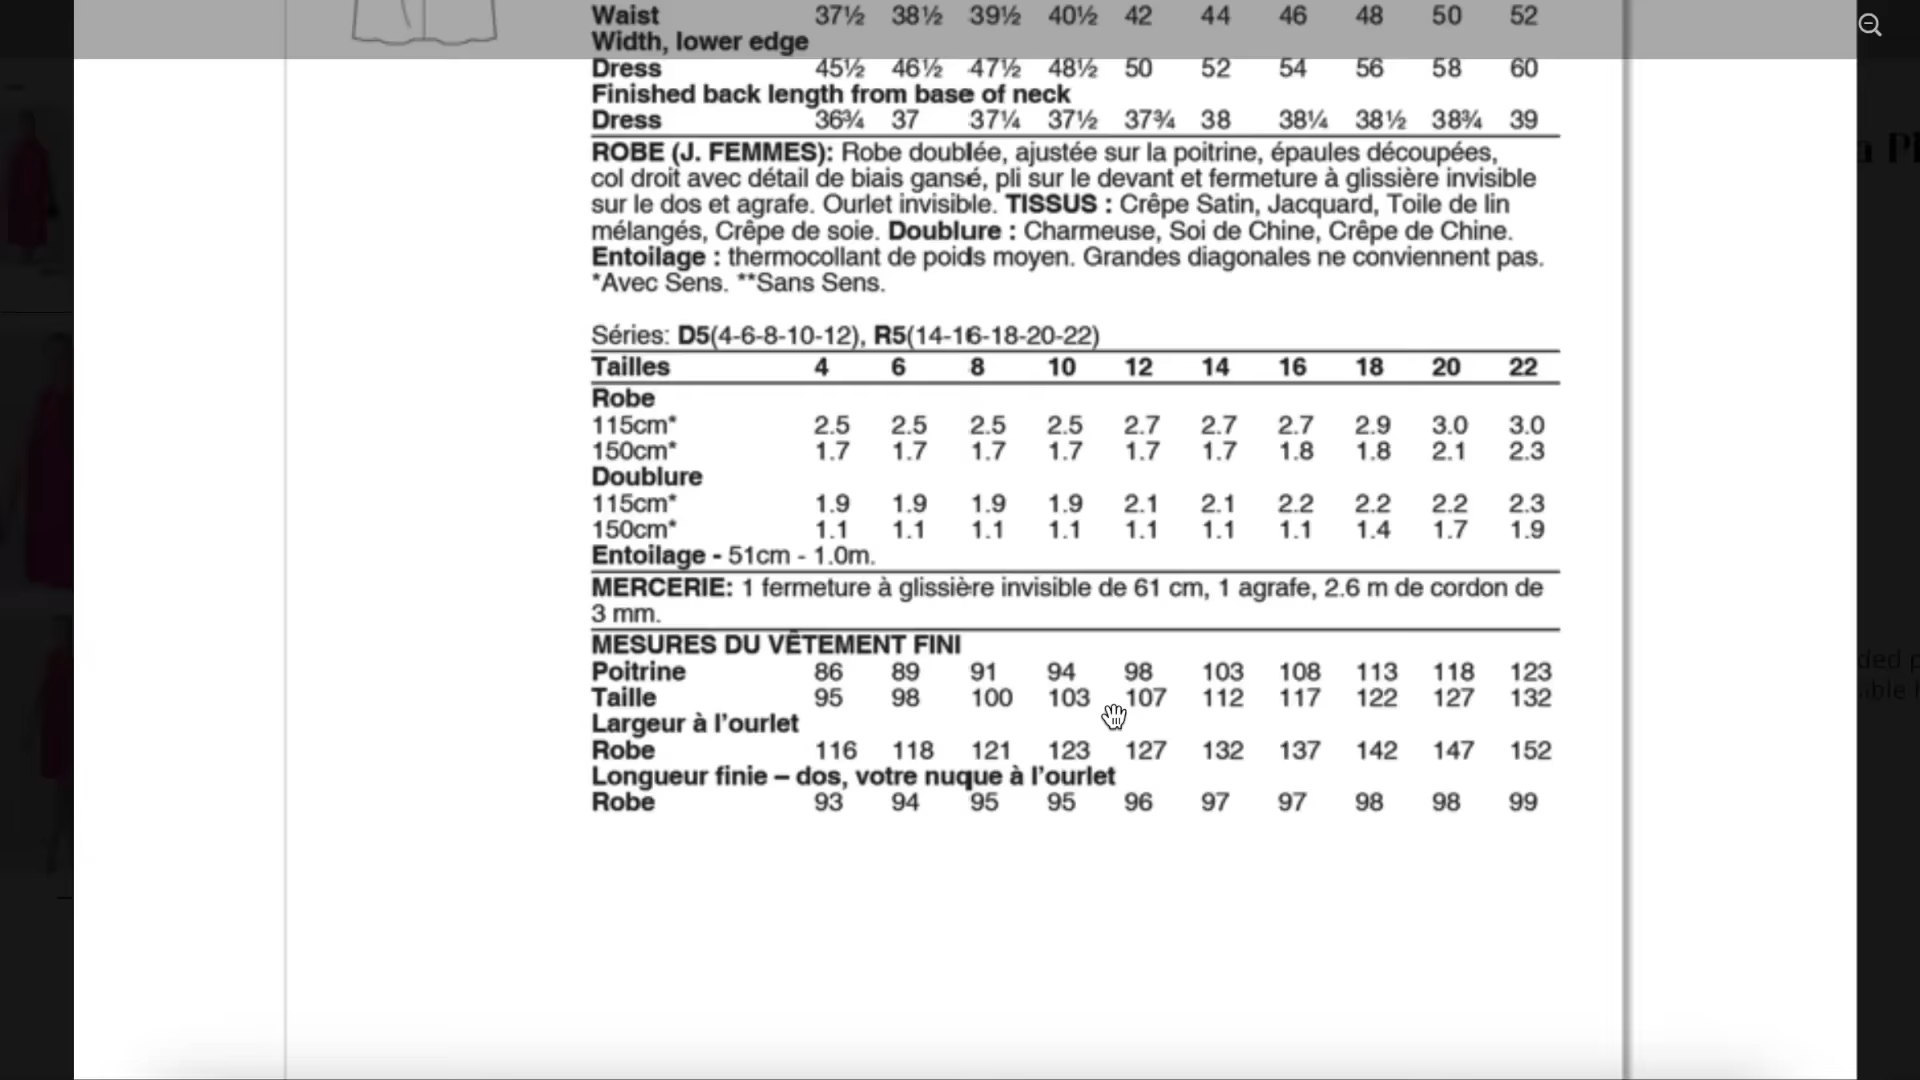 Waist 37½ 38½ 39½ 40½ 42 44 46 48 50 52
Width, lower edge
Dress 45½ 46½ 47½ 48½ 50 52 54 56 58 60
Finished back length from base of neck
Dress 36¾ 37 37¼ 37½ 37¾ 38 38¼ 38½ 38¾ 39
ROBE (J. FEMMES): Robe doublée, ajustée sur la poitrine, épaules découpées,
col droit avec détail de biais gansé, pli sur le devant et fermeture à glissière invisible
sur le dos et agrafe. Ourlet invisible. TISSUS : Crêpe Satin, Jacquard, Toile de lin
mélangés, Crêpe de soie. Doublure : Charmeuse, Soi de Chine, Crêpe de Chine.
Entoilage : thermocollant de poids moyen. Grandes diagonales ne conviennent pas.
*Avec Sens. **Sans Sens.
Séries: D5(4-6-8-10-12), R5(14-16-18-20-22)
Tailles 4 6 8 10 12 14 16 18 20 22
Robe
115cm* 2.5 2.5 2.5 2.5 2.7 2.7 2.7 2.9 3.0 3.0
150cm* 1.7 1.7 1.7 1.7 1.7 1.7 1.8 1.8 2.1 2.3
Doublure
115cm* 1.9 1.9 1.9 1.9 2.1 2.1 2.2 2.2 2.2 2.3
150cm* 1.1 1.1 1.1 1.1 1.1 1.1 1.1 1.4 1.7 1.9
Entoilage - 51cm - 1.0m.
MERCERIE: 1 fermeture à glissière invisible de 61 cm, 1 agrafe, 2.6 m de cordon de
3 mm.
MESURES DU VÊTEMENT FINI
Poitrine 86 89 91 94 98 103 108 113 118 123
Taille 95 98 100 103 107 112 117 122 127 132
Largeur à l'ourlet
Robe 116 118 121 123 127 132 137 142 147 152
Longueur finie – dos, votre nuque à l'ourlet
Robe 93 94 95 95 96 97 97 98 98 99